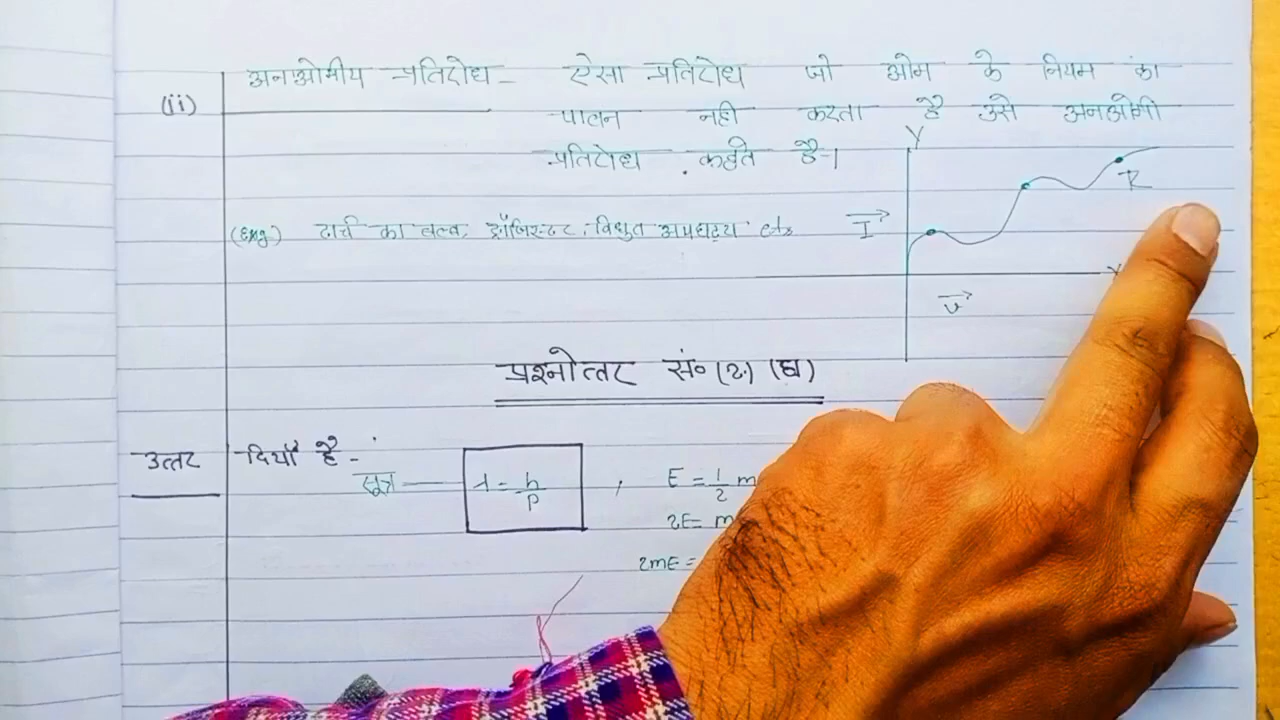 (ii) अनओमीय प्रतिरोध - ऐसा प्रतिरोध जो ओम के नियम का
पालन नही करता है उसे अनओमी
प्रतिरोध कहते है।
Y
R
(Eng) टार्च का बल्व, ट्रॉंजिस्टर, विधुत अपघट्य etc
I
X
v
प्रश्नोत्तर सं० (2) (घ)
उत्तर दियाँ है -
सूत्र — λ = h/p , E = 1/2 m
2E = m
2mE =